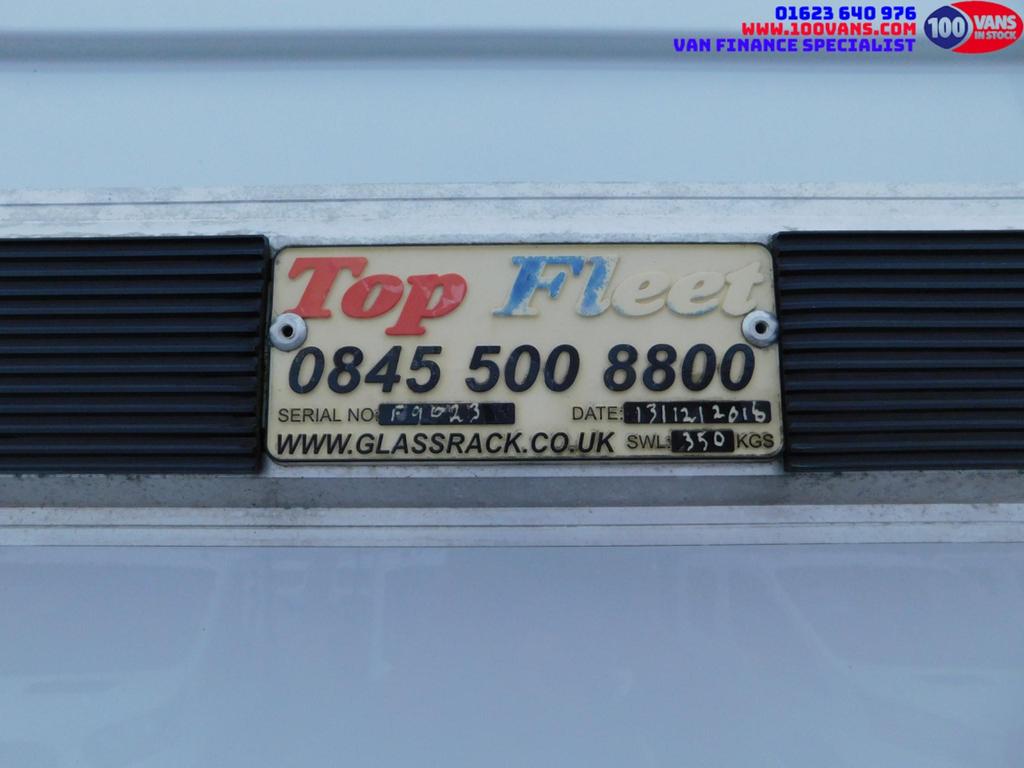 01623 640 976
WWW.100VANS.COM
VAN FINANCE SPECIALIST
100 VANS IN STOCK
Top Fleet
0845 500 8800
SERIAL NO: F9023 DATE: 13/12/2016
WWW.GLASSRACK.CO.UK SWL: 350 KGS